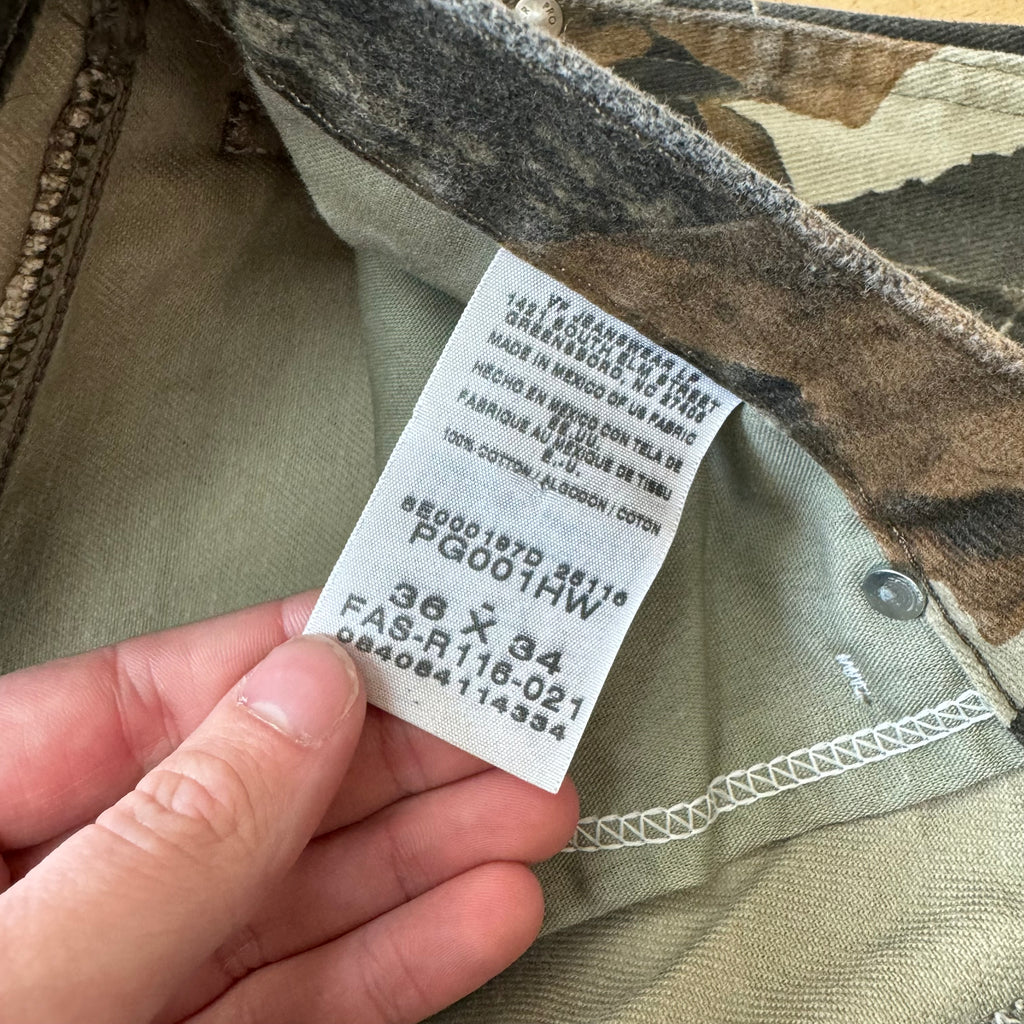 VF JEANSWEAR LP
1421 SOUTH ELM STREET
GREENSBORO, NC 27406
MADE IN MEXICO OF US FABRIC
HECHO EN MEXICO CON TELA DE
EE.UU.
FABRIQUE AU MEXIQUE DE TISSU
E.-U.
100% COTTON / ALGODON / COTON
26116
PG001HW
36 X 34
FAS-R116-021
084084114334